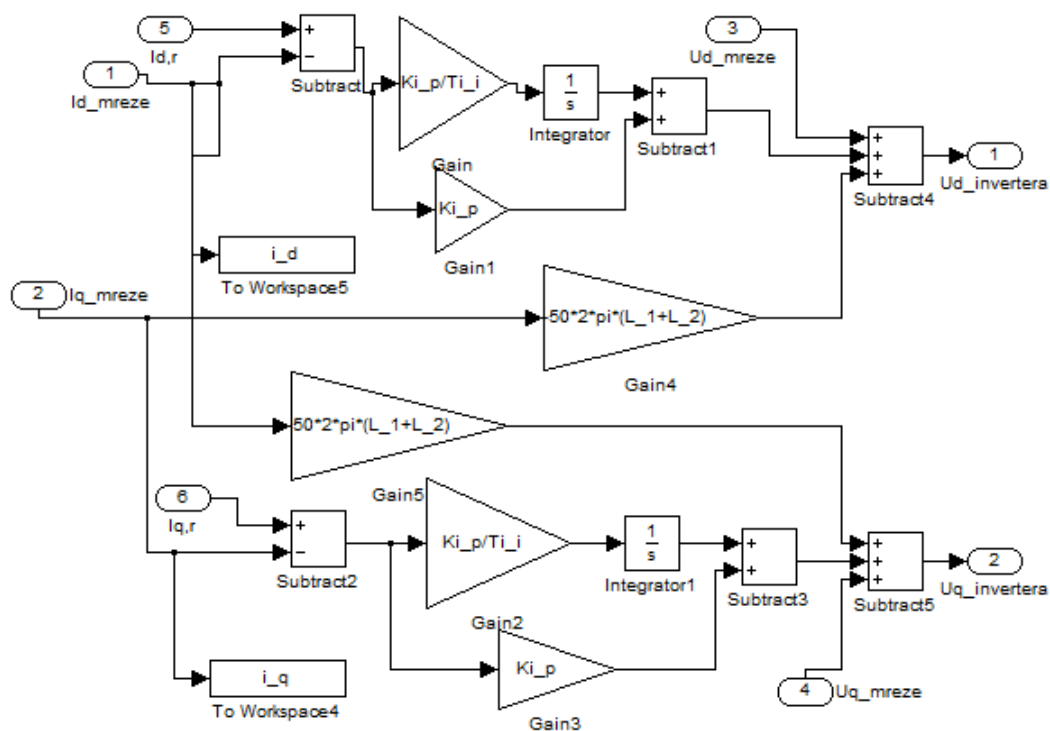 5
Id,r
1
Id_mreze
+
−
Subtract
Ki_p/Ti_i
Gain
1
s
Integrator
Ki_p
Gain1
+
+
Subtract1
3
Ud_mreze
+
+
+
Subtract4
1
Ud_invertera
i_d
To Workspace5
2
Iq_mreze
50*2*pi*(L_1+L_2)
Gain4
50*2*pi*(L_1+L_2)
Gain5
6
Iq,r
+
−
Subtract2
Ki_p/Ti_i
Gain2
1
s
Integrator1
+
+
Subtract3
+
+
+
Subtract5
2
Uq_invertera
Ki_p
Gain3
4
Uq_mreze
i_q
To Workspace4